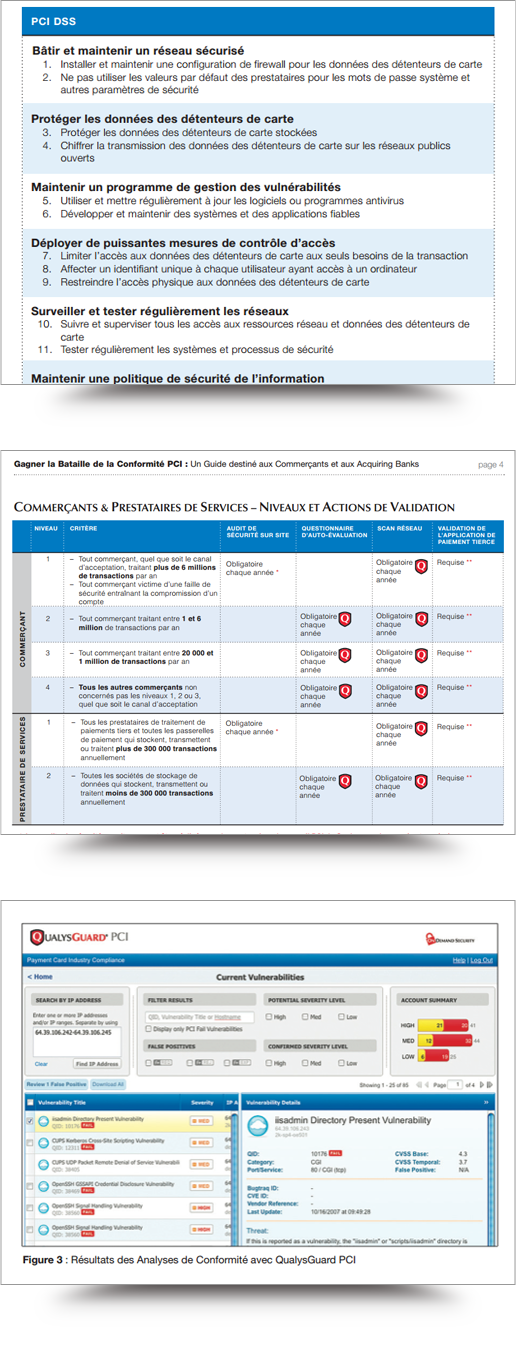 PCI DSS
Bâtir et maintenir un réseau sécurisé
1. Installer et maintenir une configuration de firewall pour les données des détenteurs de carte
2. Ne pas utiliser les valeurs par défaut des prestataires pour les mots de passe système et
autres paramètres de sécurité
Protéger les données des détenteurs de carte
3. Protéger les données des détenteurs de carte stockées
4. Chiffrer la transmission des données des détenteurs de carte sur les réseaux publics
ouverts
Maintenir un programme de gestion des vulnérabilités
5. Utiliser et mettre régulièrement à jour les logiciels ou programmes antivirus
6. Développer et maintenir des systèmes et des applications fiables
Déployer de puissantes mesures de contrôle d'accès
7. Limiter l'accès aux données des détenteurs de carte aux seuls besoins de la transaction
8. Affecter un identifiant unique à chaque utilisateur ayant accès à un ordinateur
9. Restreindre l'accès physique aux données des détenteurs de carte
Surveiller et tester régulièrement les réseaux
10. Suivre et superviser tous les accès aux ressources réseau et données des détenteurs de
carte
11. Tester régulièrement les systèmes et processus de sécurité
Maintenir une politique de sécurité de l'information
Gagner la Bataille de la Conformité PCI : Un Guide destiné aux Commerçants et aux Acquiring Banks page 4
COMMERÇANTS & PRESTATAIRES DE SERVICES – NIVEAUX ET ACTIONS DE VALIDATION
NIVEAU
CRITÈRE
AUDIT DE
SÉCURITÉ SUR SITE
QUESTIONNAIRE
D'AUTO-ÉVALUATION
SCAN RÉSEAU
VALIDATION DE
L'APPLICATION DE
PAIEMENT TIERCE
COMMERÇANT
1
– Tout commerçant, quel que soit le canal
d'acceptation, traitant plus de 6 millions
de transactions par an
– Tout commerçant victime d'une faille de
sécurité entraînant la compromission d'un
compte
Obligatoire
chaque année *
Obligatoire
chaque
année
Requise **
2
– Tout commerçant traitant entre 1 et 6
million de transactions par an
Obligatoire
chaque
année
Obligatoire
chaque
année
Requise **
3
– Tout commerçant traitant entre 20 000 et
1 million de transactions par an
Obligatoire
chaque
année
Obligatoire
chaque
année
Requise **
4
– Tous les autres commerçants non
concernés pas les niveaux 1, 2 ou 3,
quel que soit le canal d'acceptation
Obligatoire
chaque
année
Obligatoire
chaque
année
Requise **
PRESTATAIRE DE SERVICES
1
– Tous les prestataires de traitement de
paiements tiers et toutes les passerelles
de paiement qui stockent, transmettent
ou traitent plus de 300 000 transactions
annuellement
Obligatoire
chaque année *
Obligatoire
chaque
année
Requise **
2
– Toutes les sociétés de stockage de
données qui stockent, transmettent ou
traitent moins de 300 000 transactions
annuellement
Obligatoire
chaque
année
Obligatoire
chaque
année
Requise **
QUALYSGUARD PCI
ON DEMAND SECURITY
Payment Card Industry Compliance
Help | Log Out
< Home
Current Vulnerabilities
SEARCH BY IP ADDRESS
Enter one or more IP addresses
and/or IP ranges. Separate by using
64.39.106.242-64.39.106.245
Clear
Find IP Address
FILTER RESULTS
QID, Vulnerability Title or Hostname
Display only PCI Fail Vulnerabilities
FALSE POSITIVES
POTENTIAL SEVERITY LEVEL
High Med Low
CONFIRMED SEVERITY LEVEL
High Med Low
ACCOUNT SUMMARY
HIGH 21 20 41
MED 12 32 44
LOW 6 19 25
Review 1 False Positive
Download All
Showing 1 - 25 of 85
Page 1 of 4
Vulnerability Title
Severity
IP A
iisadmin Directory Present Vulnerability
QID: 10176 FAIL
MED
CUPS Kerberos Cross-Site Scripting Vulnerability
QID: 12311 FAIL
MED
CUPS UDP Packet Remote Denial of Service Vulnerabili
MED
OpenSSH GSSAPI Credential Disclosure Vulnerability
MED
OpenSSH Signal Handling Vulnerability
HIGH
OpenSSH Signal Handling Vulnerability
HIGH
Vulnerability Details
iisadmin Directory Present Vulnerability
64.39.106.243
QID: 10176 FAIL
Category: CGI
Port/Service: 80 / CGI (tcp)
CVSS Base: 4.3
CVSS Temporal: 3.7
False Positive: N/A
Bugtraq ID: -
CVE ID: -
Vendor Reference: -
Last Update: 10/16/2007 at 09:49:28
Threat:
If this is reported as a vulnerability, the "iisadmin" or "scripts/iisadmin" directory is
Figure 3 : Résultats des Analyses de Conformité avec QualysGuard PCI